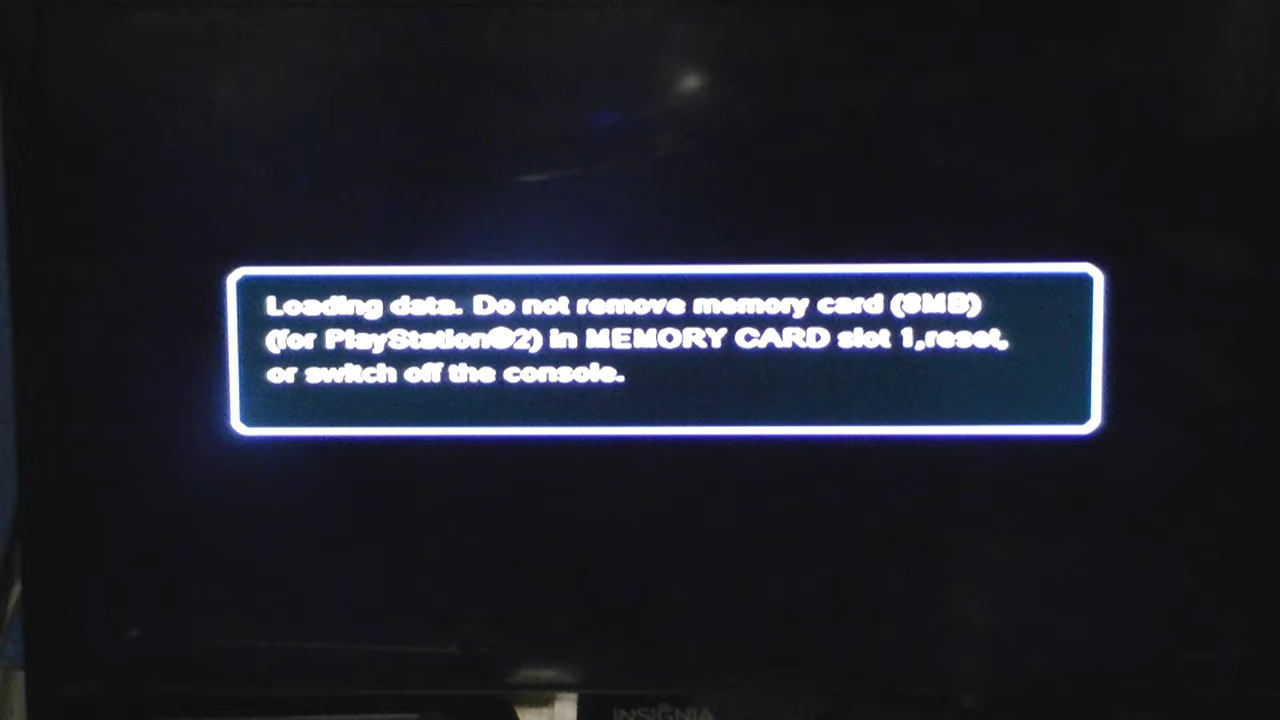 Loading data. Do not remove memory card (8MB)
(for PlayStation®2) in MEMORY CARD slot 1,reset,
or switch off the console.
INSIGNIA